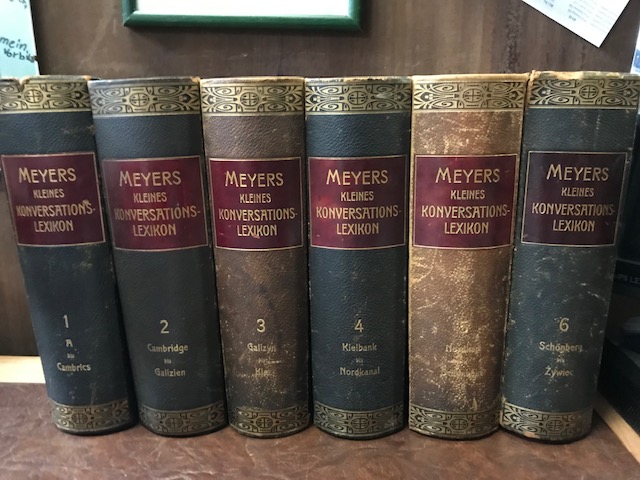 mein
MEYERS
KLEINES
KONVERSATIONS-
LEXIKON
1
A
bis
Cambrics
MEYERS
KLEINES
KONVERSATIONS-
LEXIKON
2
Cambridge
bis
Galizien
MEYERS
KLEINES
KONVERSATIONS-
LEXIKON
3
Galizyn
MEYERS
KLEINES
KONVERSATIONS-
LEXIKON
4
Kielbank
bis
Nordkanal
MEYERS
KLEINES
KONVERSATIONS-
LEXIKON
5
MEYERS
KLEINES
KONVERSATIONS-
LEXIKON
6
Schönberg
bis
Żywiec